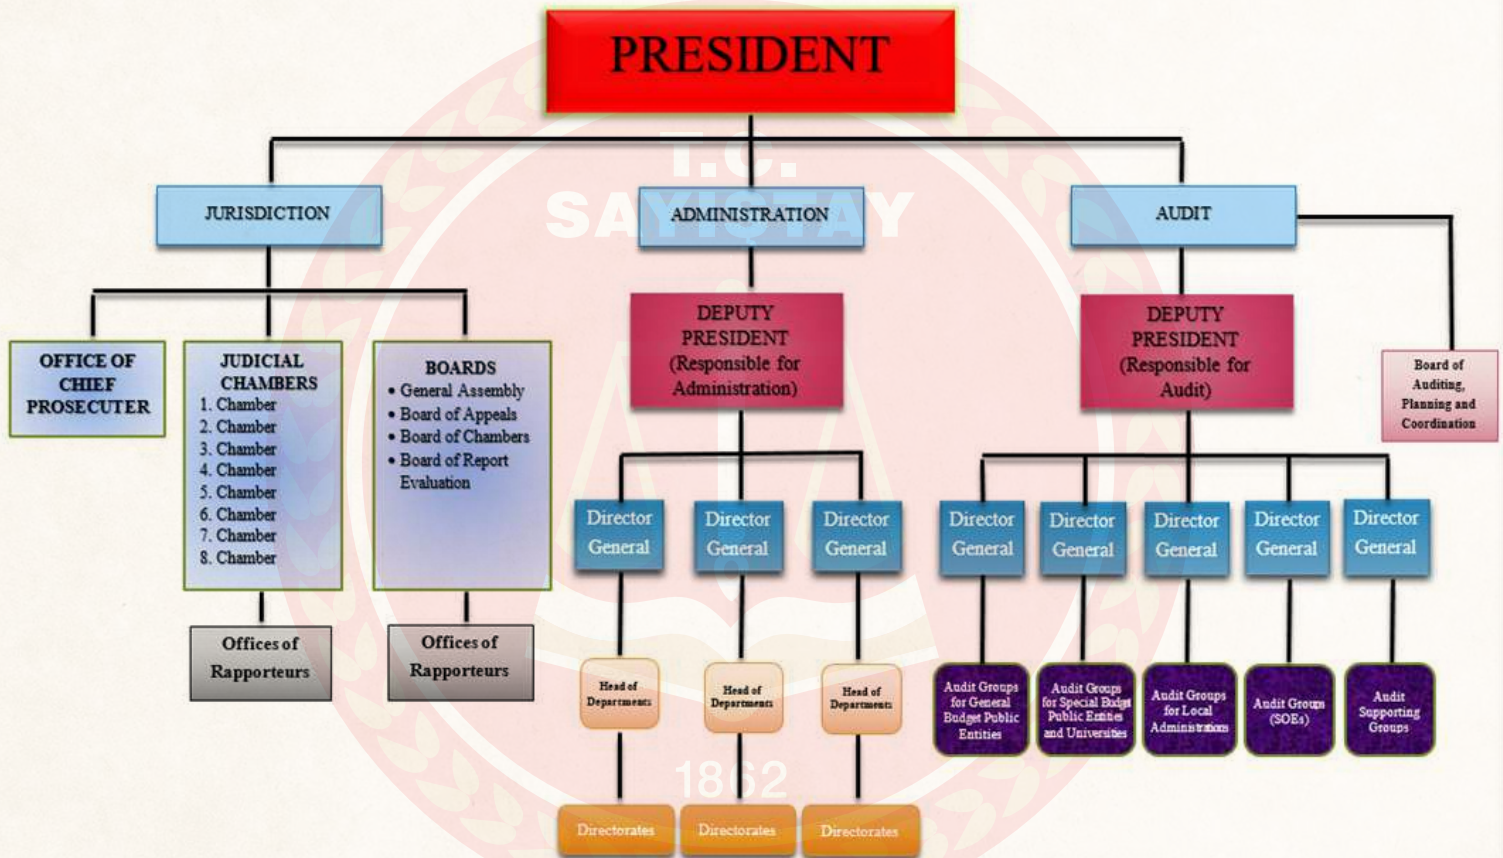 PRESIDENT
T.C.
SAYIŞTAY
JURISDICTION
ADMINISTRATION
AUDIT
OFFICE OF
CHIEF
PROSECUTER
JUDICIAL
CHAMBERS
1. Chamber
2. Chamber
3. Chamber
4. Chamber
5. Chamber
6. Chamber
7. Chamber
8. Chamber
BOARDS
• General Assembly
• Board of Appeals
• Board of Chambers
• Board of Report
Evaluation
Offices of
Rapporteurs
Offices of
Rapporteurs
DEPUTY
PRESIDENT
(Responsible for
Administration)
DEPUTY
PRESIDENT
(Responsible for
Audit)
Board of
Auditing,
Planning and
Coordination
Director
General
Director
General
Director
General
Director
General
Director
General
Director
General
Director
General
Director
General
Head of
Departments
Head of
Departments
Head of
Departments
Audit Groups
for General
Budget Public
Entities
Audit Groups
for Special Budget
Public Entities
and Universities
Audit Groups
for Local
Administrations
Audit Groups
(SOEs)
Audit
Supporting
Groups
1862
Directorates
Directorates
Directorates